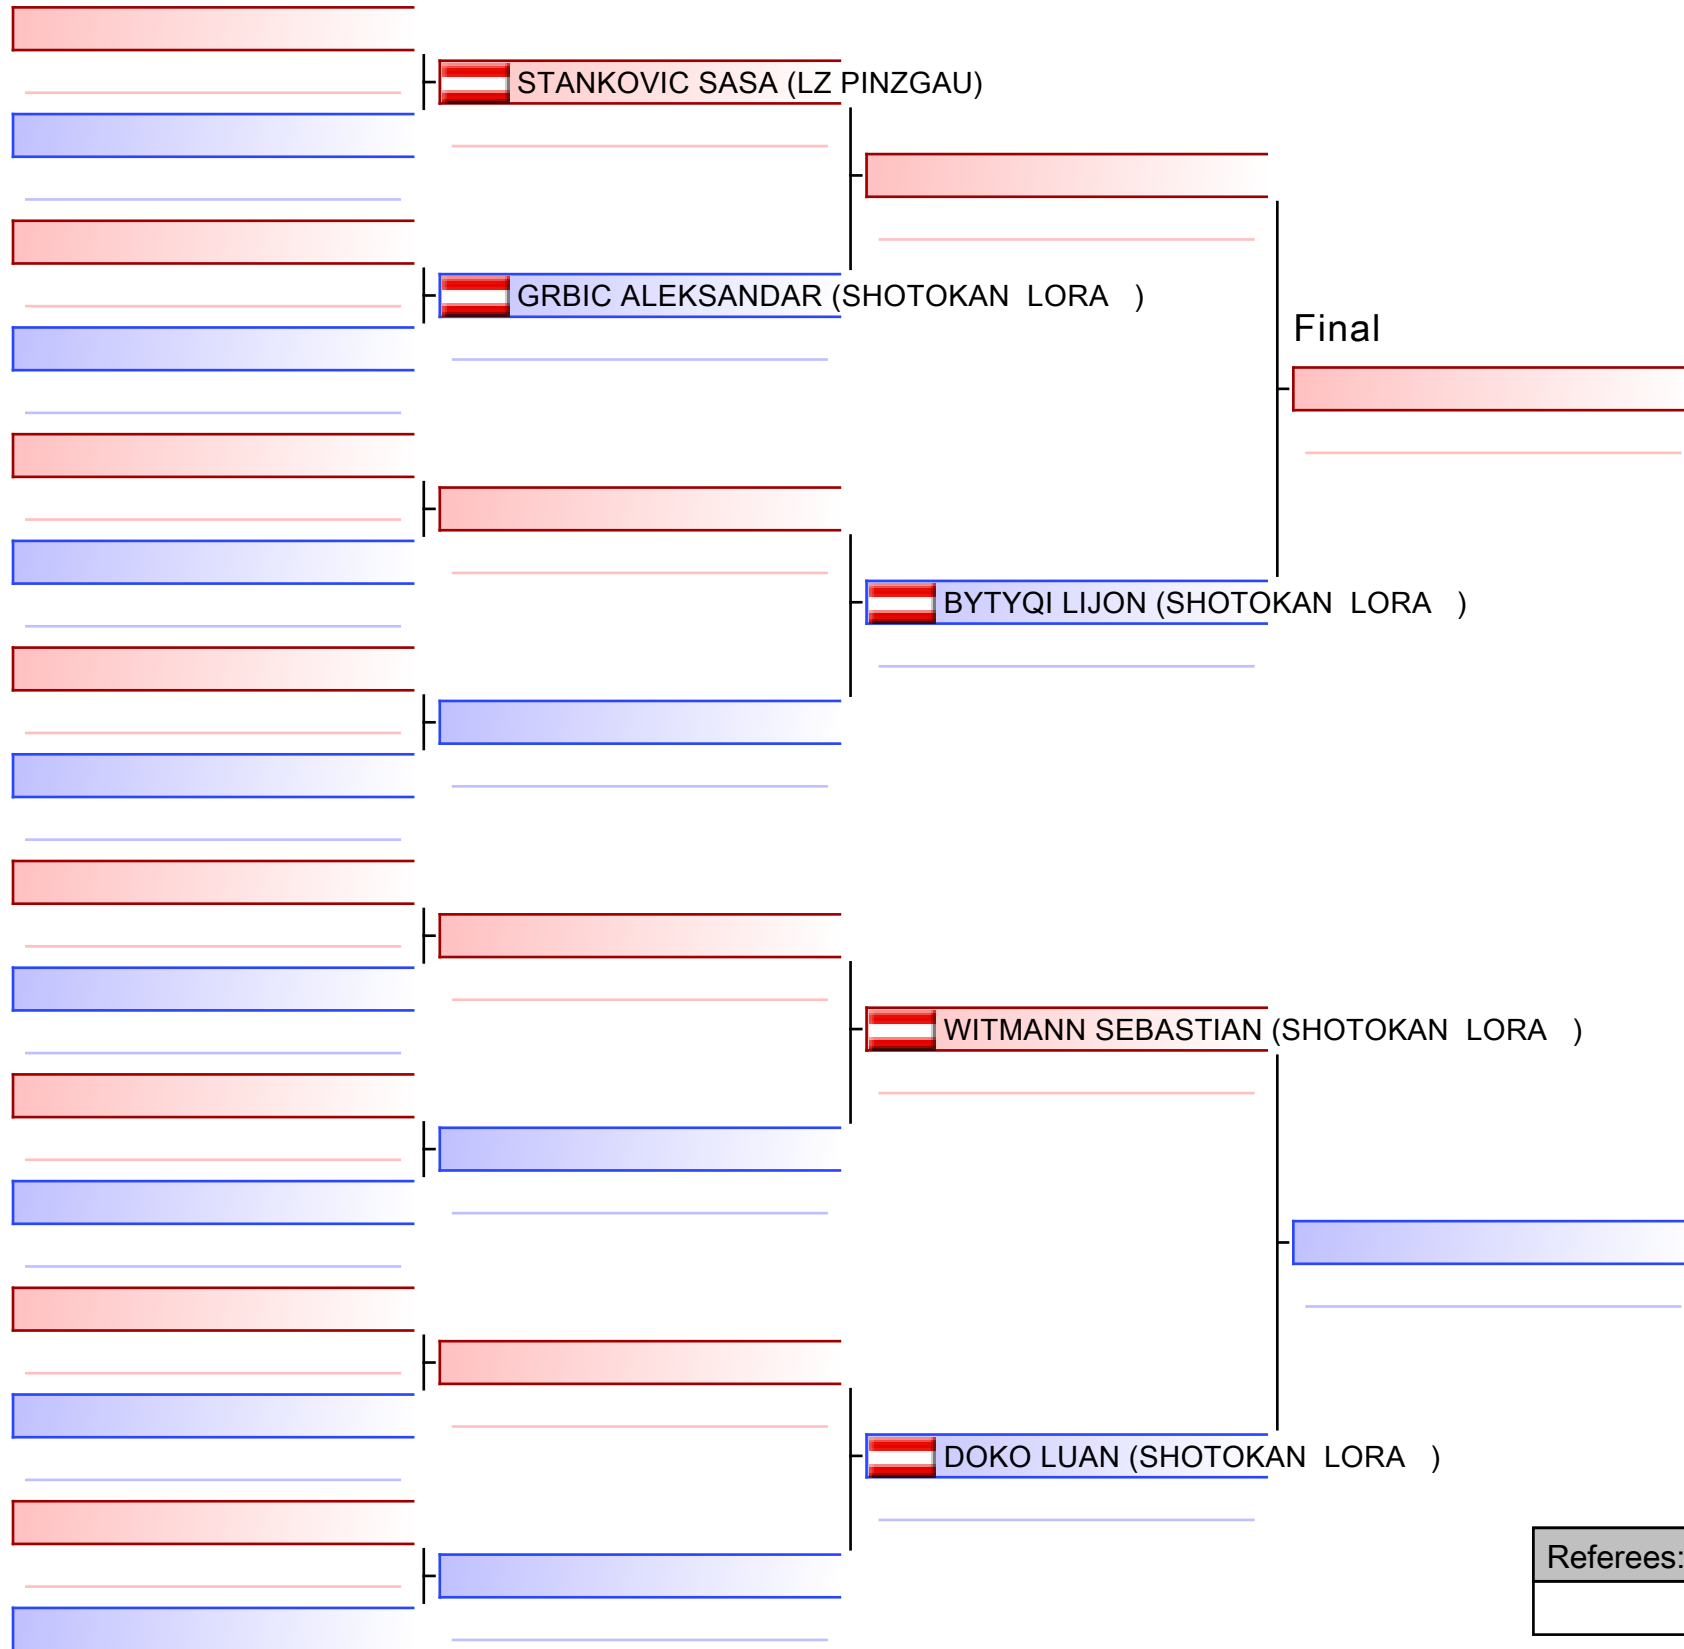 STANKOVIC SASA (LZ PINZGAU)
GRBIC ALEKSANDAR (SHOTOKAN LORA )
Final
BYTYQI LIJON (SHOTOKAN LORA )
WITMANN SEBASTIAN (SHOTOKAN LORA )
DOKO LUAN (SHOTOKAN LORA )
Referees: